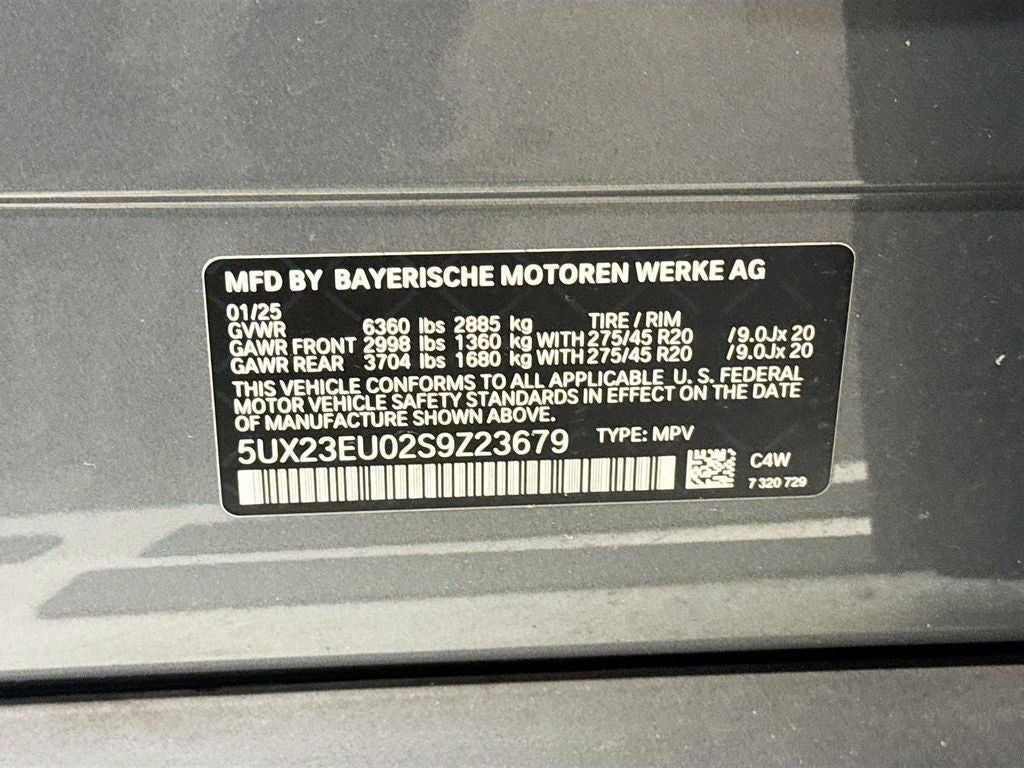 MFD BY BAYERISCHE MOTOREN WERKE AG
01/25 TIRE / RIM
GVWR 6360 lbs 2885 kg
GAWR FRONT 2998 lbs 1360 kg WITH 275/45 R20 /9.0Jx 20
GAWR REAR 3704 lbs 1680 kg WITH 275/45 R20 /9.0Jx 20
THIS VEHICLE CONFORMS TO ALL APPLICABLE U. S. FEDERAL
MOTOR VEHICLE SAFETY STANDARDS IN EFFECT ON THE DATE
OF MANUFACTURE SHOWN ABOVE.
5UX23EU02S9Z23679 TYPE: MPV
C4W
7 320 729